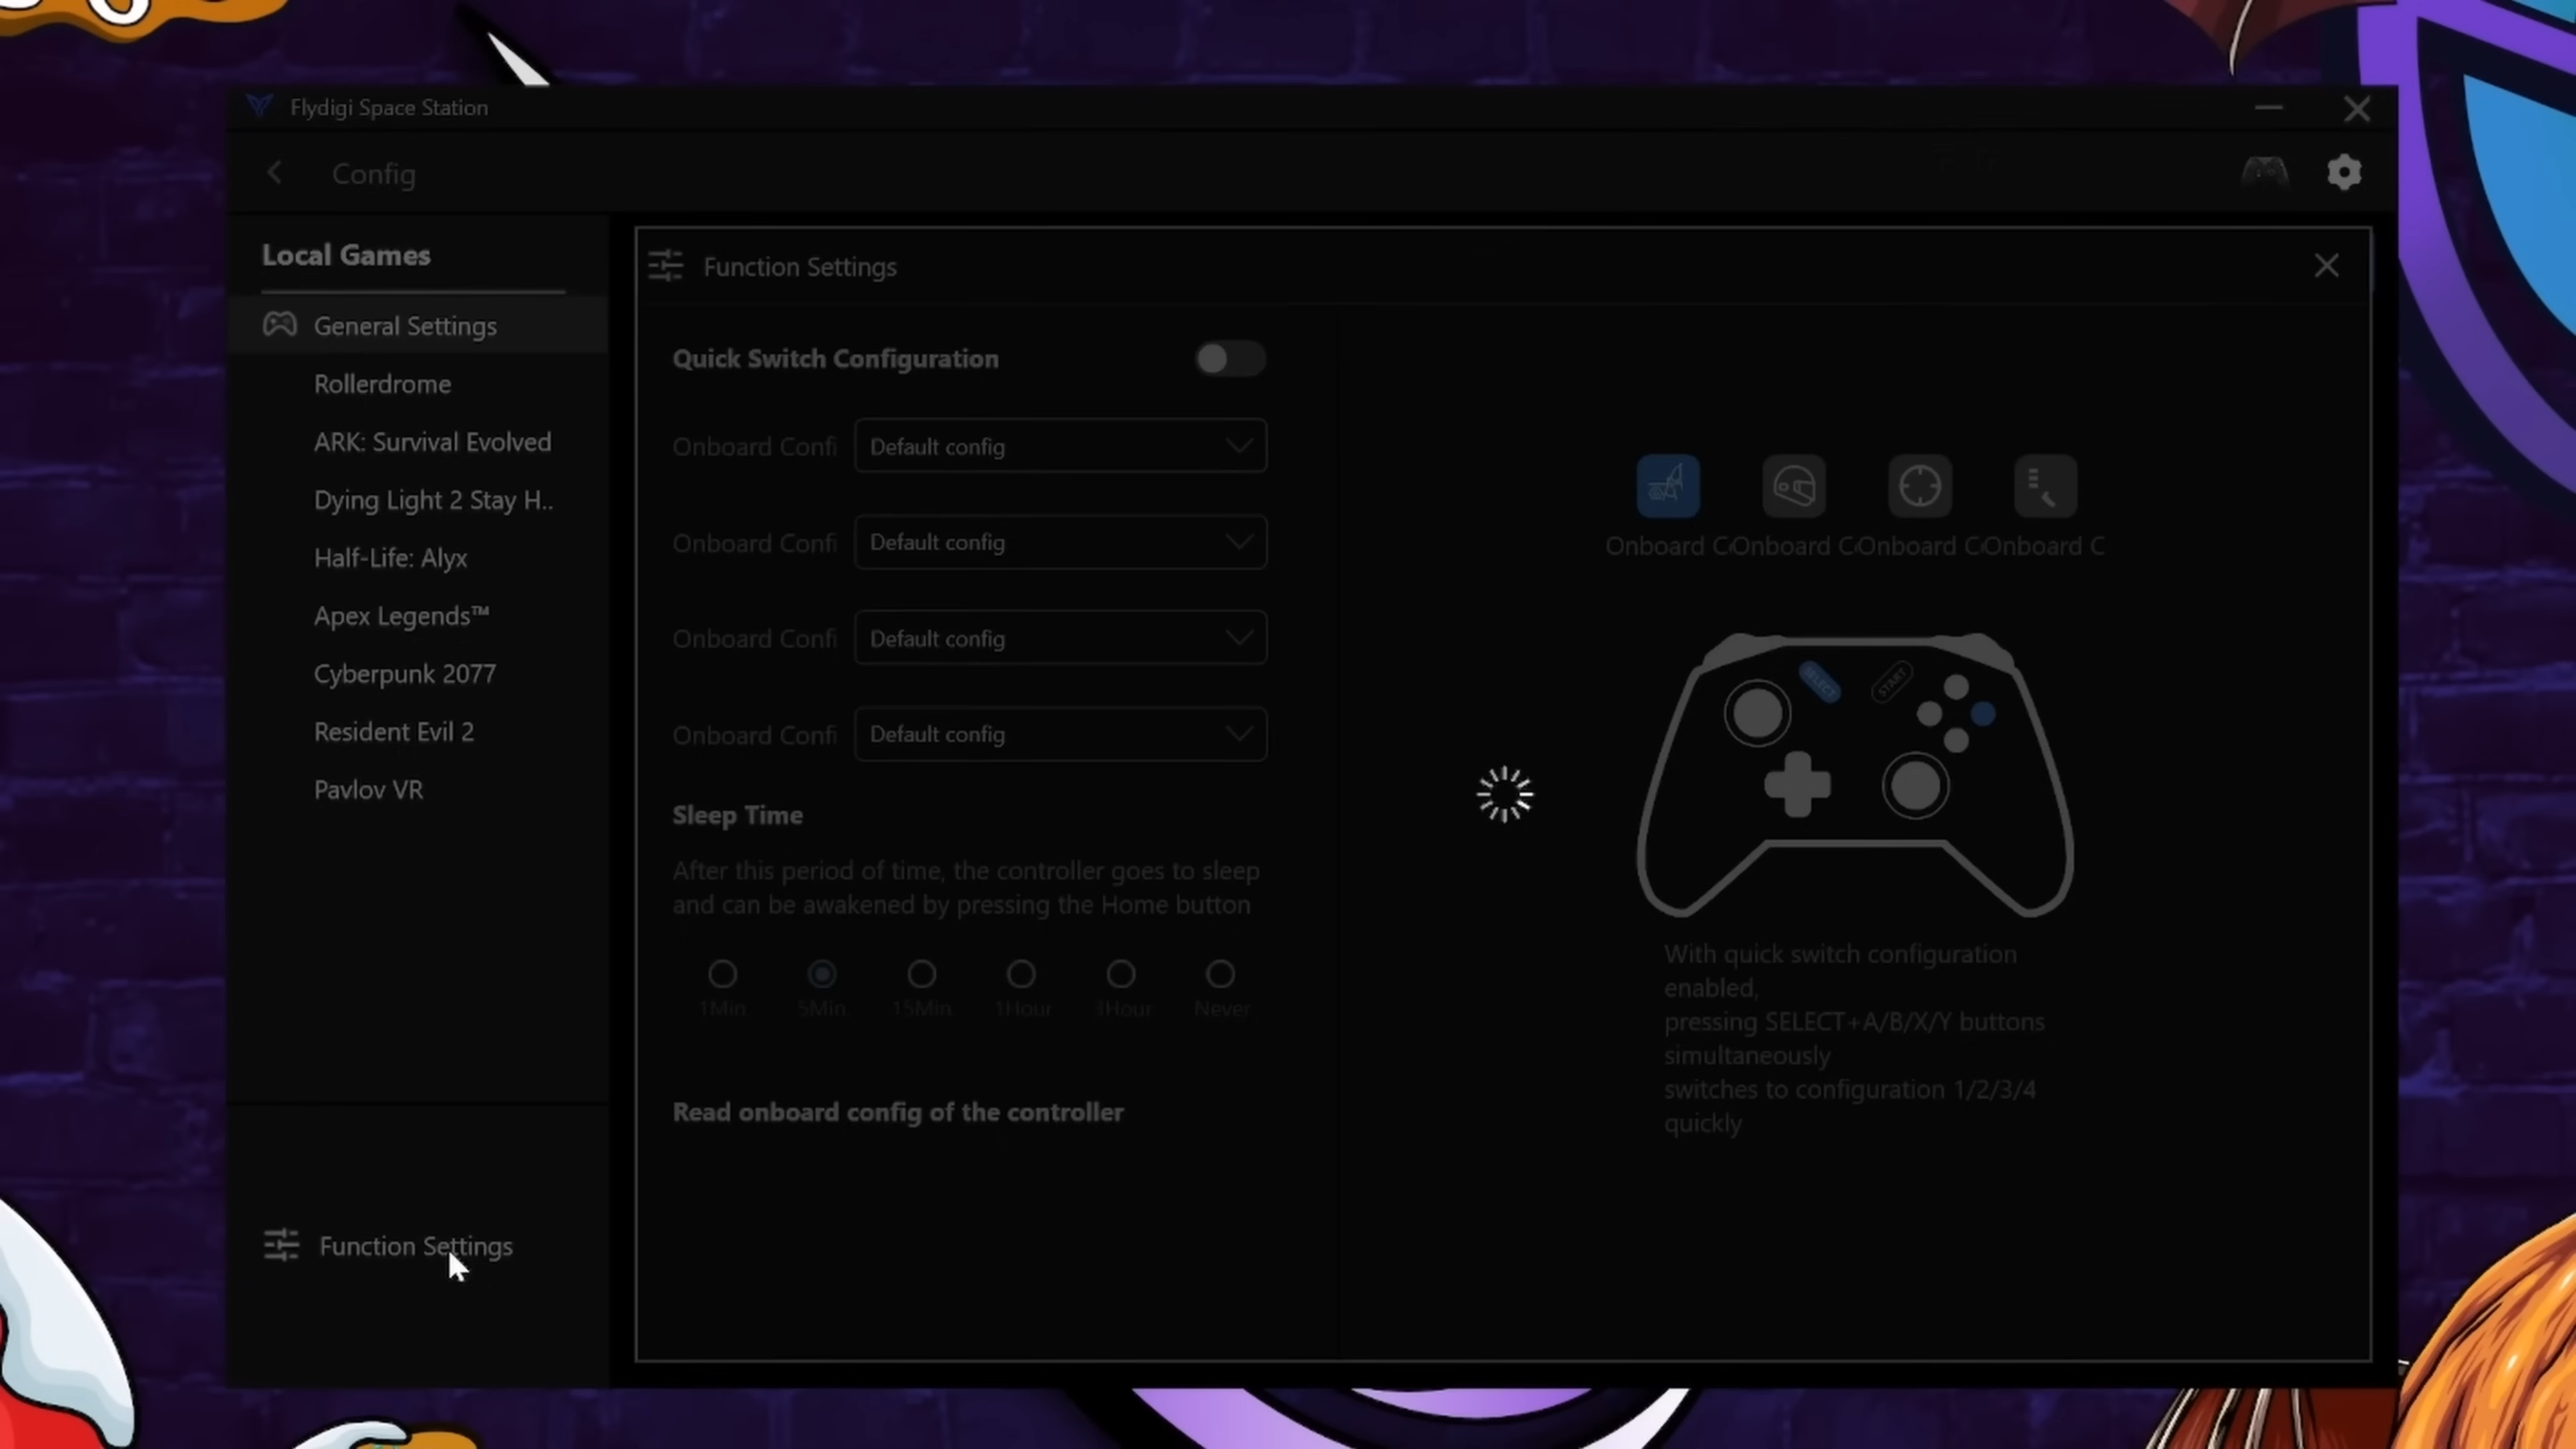 Flydigi Space Station
Config
Local Games
General Settings
Rollerdrome
ARK: Survival Evolved
Dying Light 2 Stay H..
Half-Life: Alyx
Apex Legends™
Cyberpunk 2077
Resident Evil 2
Pavlov VR
Function Settings
Function Settings
Quick Switch Configuration
Onboard Confi Default config
Onboard Confi Default config
Onboard Confi Default config
Onboard Confi Default config
Sleep Time
After this period of time, the controller goes to sleep
and can be awakened by pressing the Home button
1Min. 5Min. 15Min. 1Hour Never
Read onboard config of the controller
Onboard C Onboard C Onboard C Onboard C
SELECT START
With quick switch configuration
enabled,
pressing SELECT+A/B/X/Y buttons
simultaneously
switches to configuration 1/2/3/4
quickly